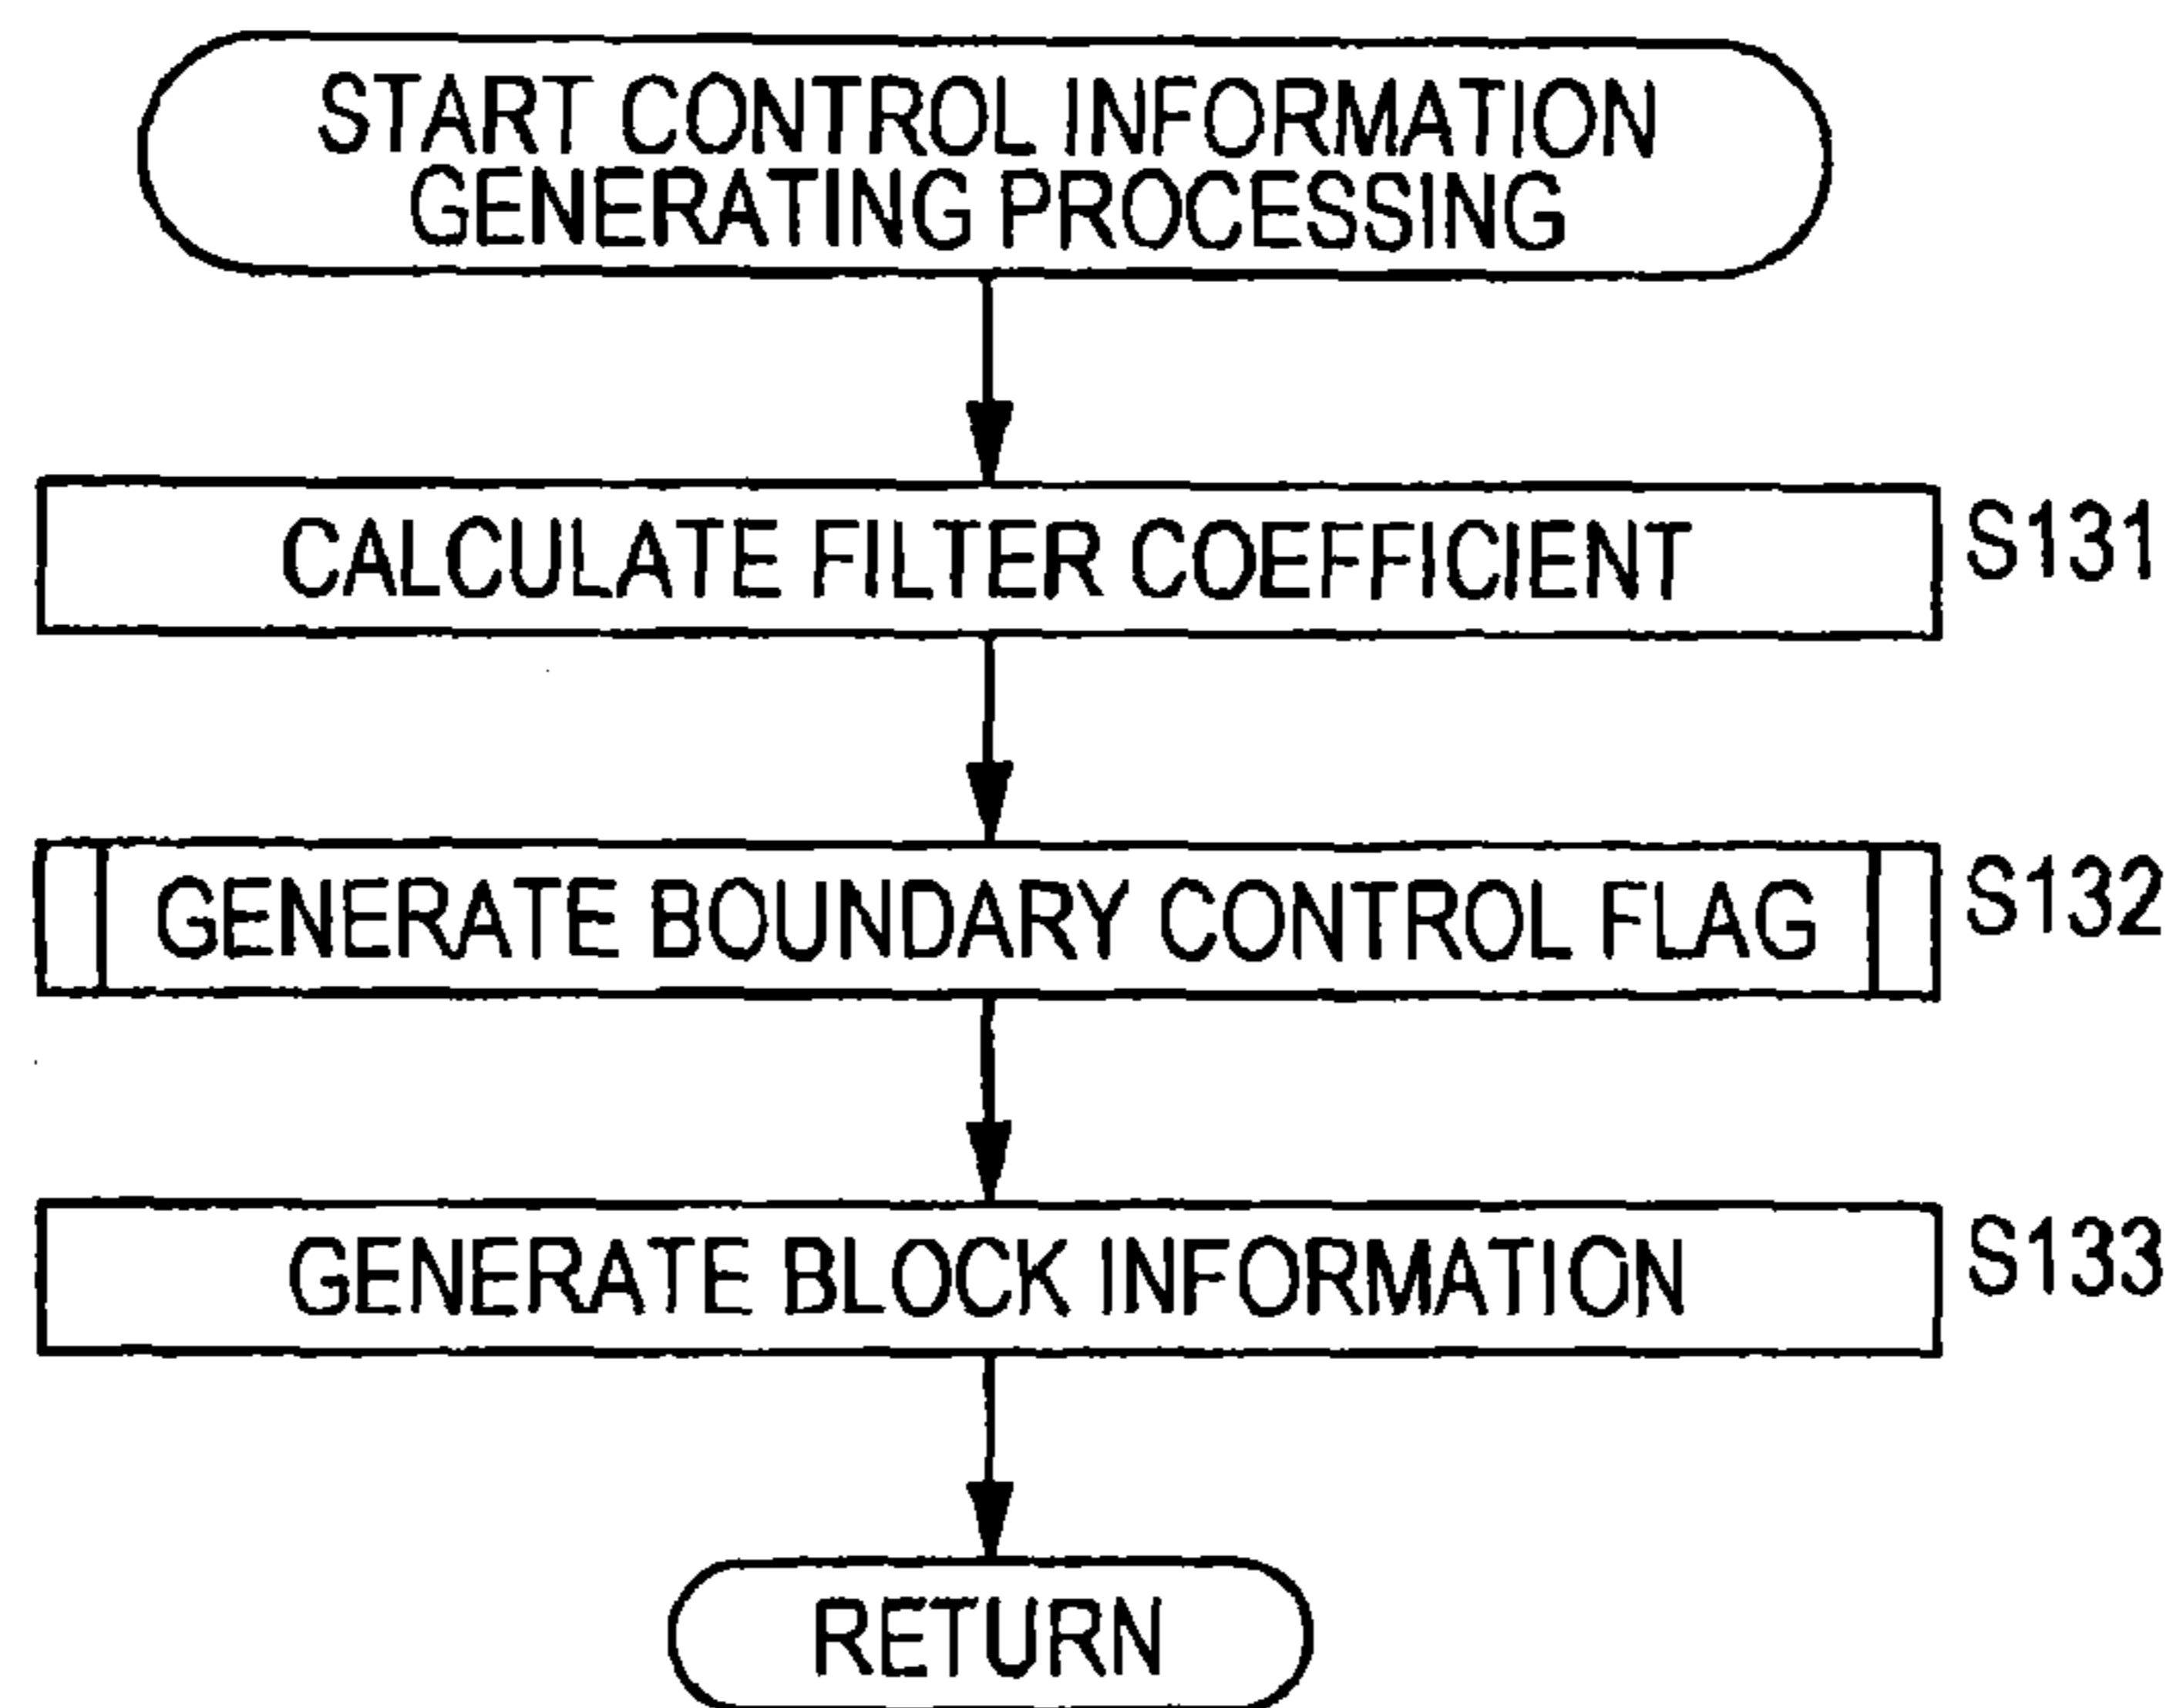 START CONTROL INFORMATION
GENERATING PROCESSING
CALCULATE FILTER COEFFICIENT
S131
GENERATE BOUNDARY CONTROL FLAG
S132
GENERATE BLOCK INFORMATION
S133
RETURN